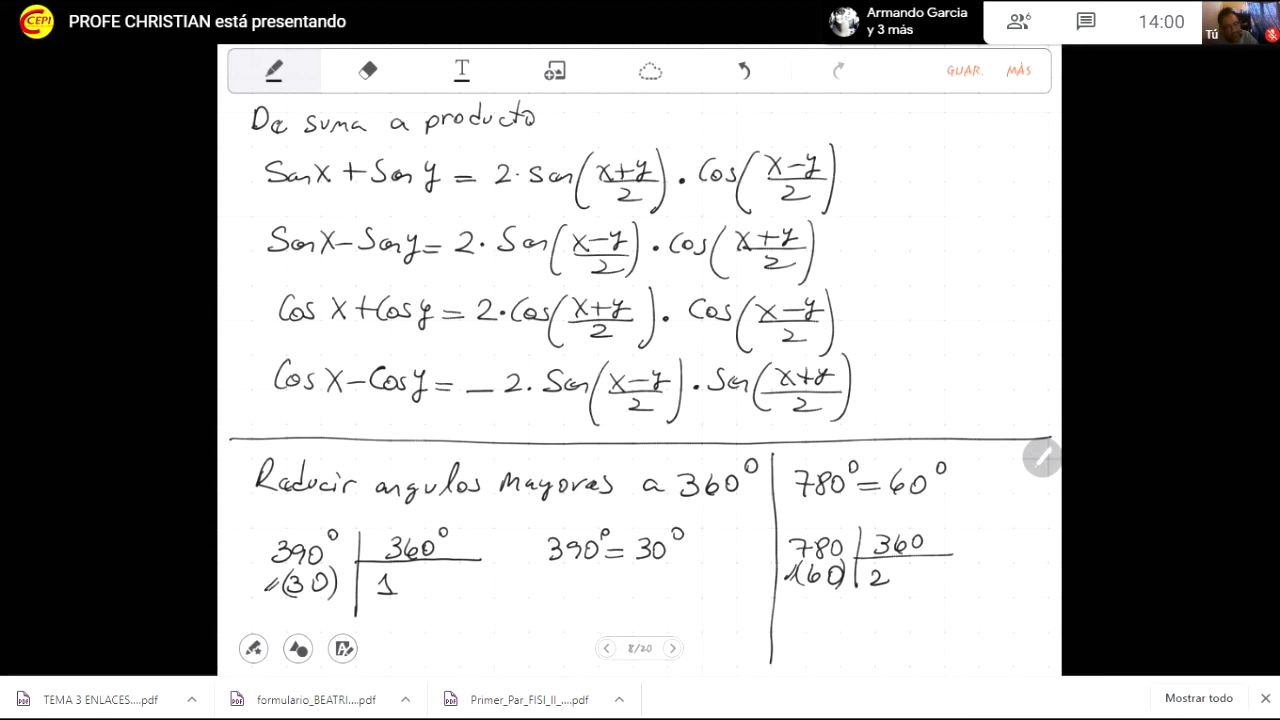 CEPI PROFE CHRISTIAN está presentando
Armando Garcia
y 3 más
6
14:00
Tú
T
GUAR. MÁS
De suma a producto
Sen x + Sen y = 2 · Sen((x+y)/2) · Cos((x-y)/2)
Sen x - Sen y = 2 · Sen((x-y)/2) · Cos((x+y)/2)
Cos x + Cos y = 2 · Cos((x+y)/2) · Cos((x-y)/2)
Cos x - Cos y = - 2 · Sen((x-y)/2) · Sen((x+y)/2)
Reducir angulos mayores a 360°
390° | 360°
(30) 1
390° = 30°
780° = 60°
780 | 360
(60) 2
8/20
TEMA 3 ENLACES....pdf
formulario_BEATRI....pdf
Primer_Par_FISI_II_....pdf
Mostrar todo